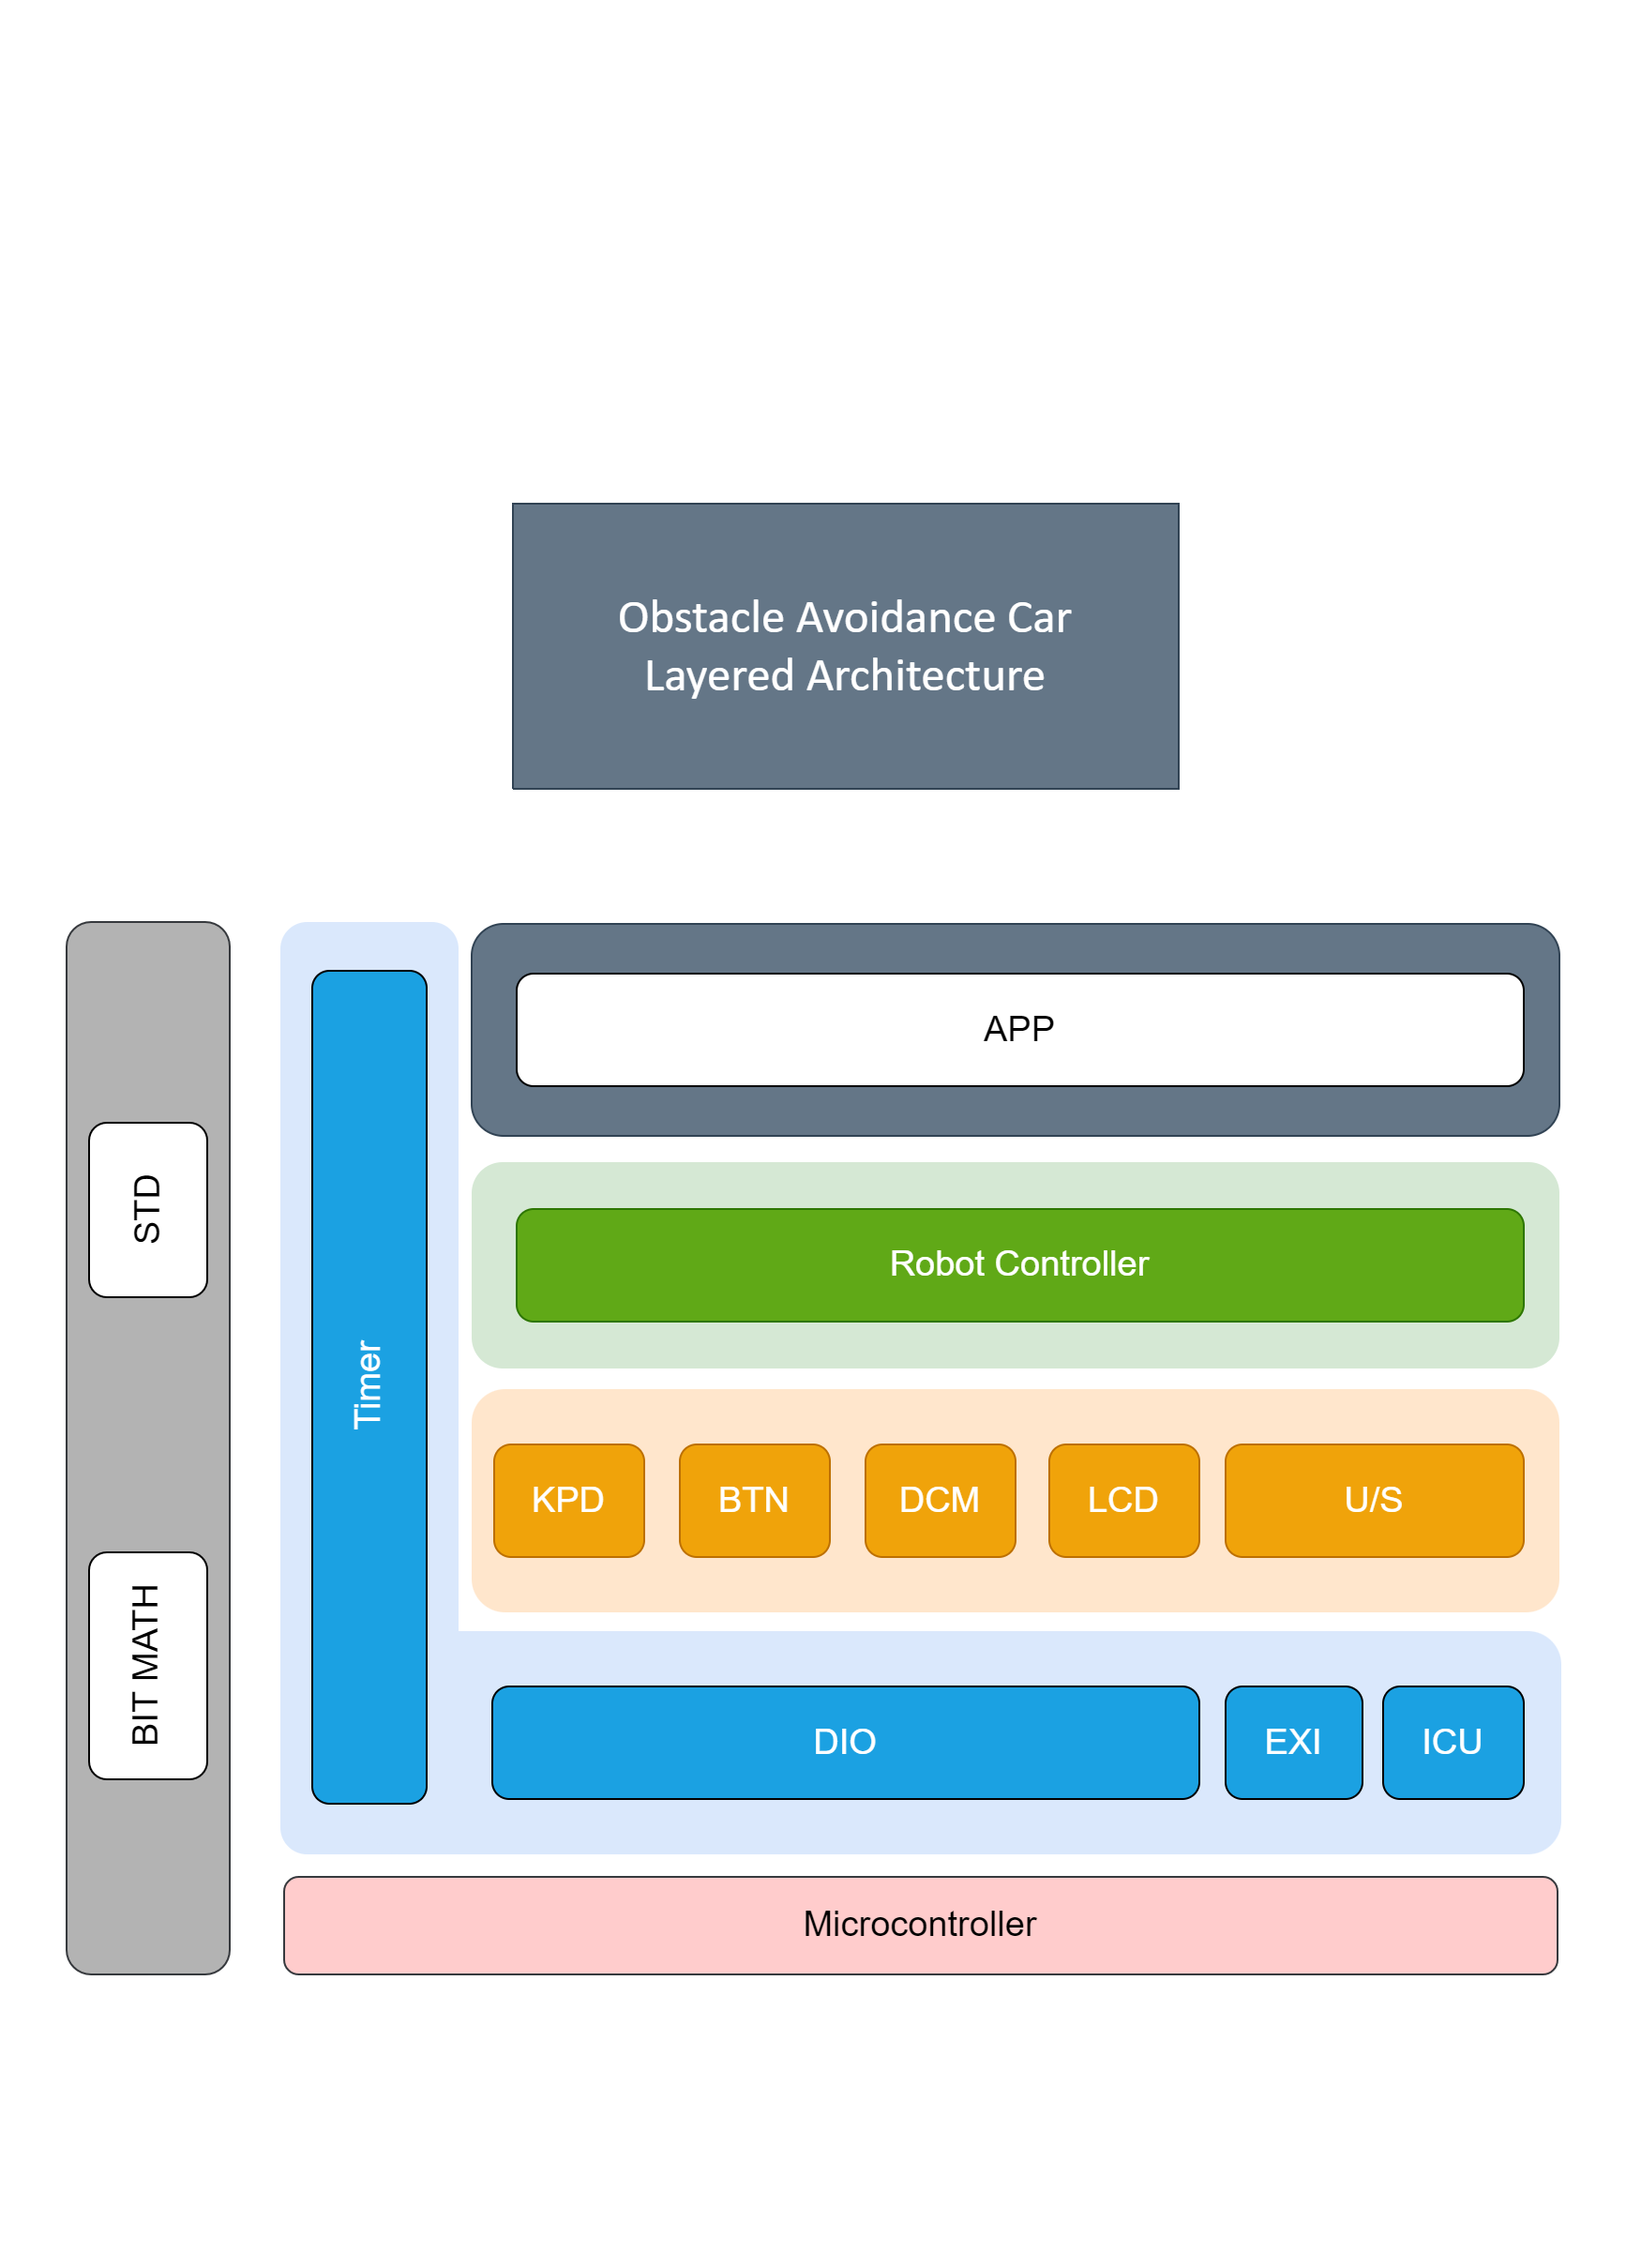 Obstacle Avoidance Car
Layered Architecture
STD
BIT MATH
Timer
APP
Robot Controller
KPD
BTN
DCM
LCD
U/S
DIO
EXI
ICU
Microcontroller